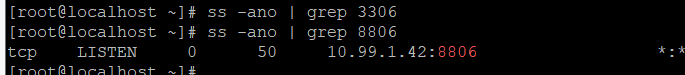 [root@localhost ~]# ss -ano | grep 3306
[root@localhost ~]# ss -ano | grep 8806
tcp    LISTEN     0      50     10.99.1.42:8806                  *:*
[root@localhost ~]#